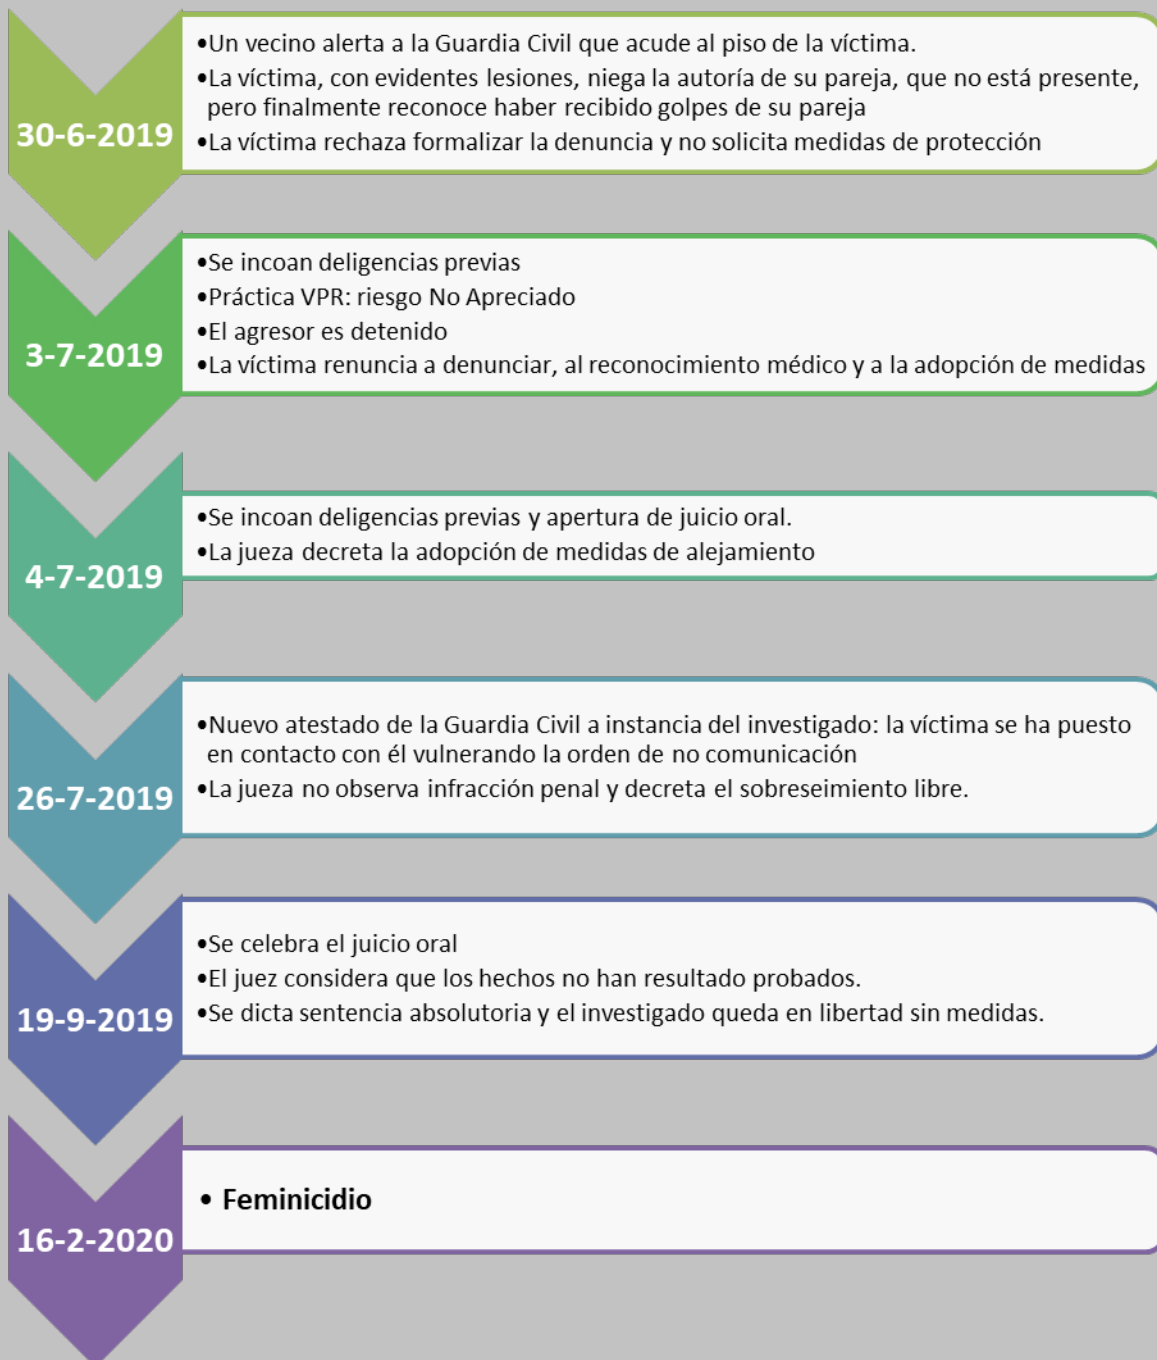 30-6-2019
•Un vecino alerta a la Guardia Civil que acude al piso de la víctima.
•La víctima, con evidentes lesiones, niega la autoría de su pareja, que no está presente,
pero finalmente reconoce haber recibido golpes de su pareja
•La víctima rechaza formalizar la denuncia y no solicita medidas de protección
3-7-2019
•Se incoan deligencias previas
•Práctica VPR: riesgo No Apreciado
•El agresor es detenido
•La víctima renuncia a denunciar, al reconocimiento médico y a la adopción de medidas
4-7-2019
•Se incoan deligencias previas y apertura de juicio oral.
•La jueza decreta la adopción de medidas de alejamiento
26-7-2019
•Nuevo atestado de la Guardia Civil a instancia del investigado: la víctima se ha puesto
en contacto con él vulnerando la orden de no comunicación
•La jueza no observa infracción penal y decreta el sobreseimiento libre.
19-9-2019
•Se celebra el juicio oral
•El juez considera que los hechos no han resultado probados.
•Se dicta sentencia absolutoria y el investigado queda en libertad sin medidas.
16-2-2020
• Feminicidio